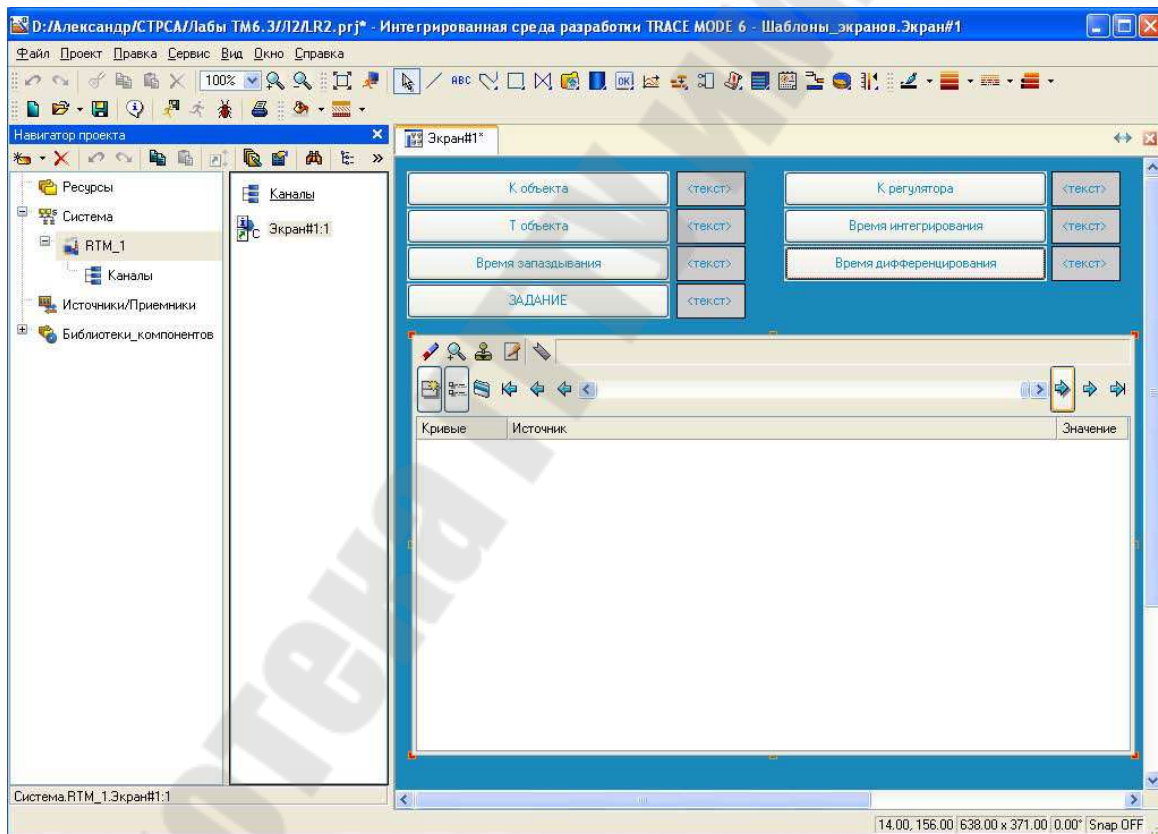 D:/Александр/СТРСА/Лабы ТМ6.3/Л2/LR2.prj* - Интегрированная среда разработки TRACE MODE 6 - Шаблоны_экранов.Экран#1
Файл Проект Правка Сервис Вид Окно Справка
100%
ABC
OK
Навигатор проекта
Экран#1*
Ресурсы
Система
RTM_1
Каналы
Источники/Приемники
Библиотеки_компонентов
Каналы
Экран#1:1
К объекта <текст> К регулятора <текст>
Т объекта <текст> Время интегрирования <текст>
Время запаздывания <текст> Время дифференцирования <текст>
ЗАДАНИЕ <текст>
Кривые Источник Значение
Система.RTM_1.Экран#1:1
14.00, 156.00 638.00 x 371.00 0.00° Snap OFF